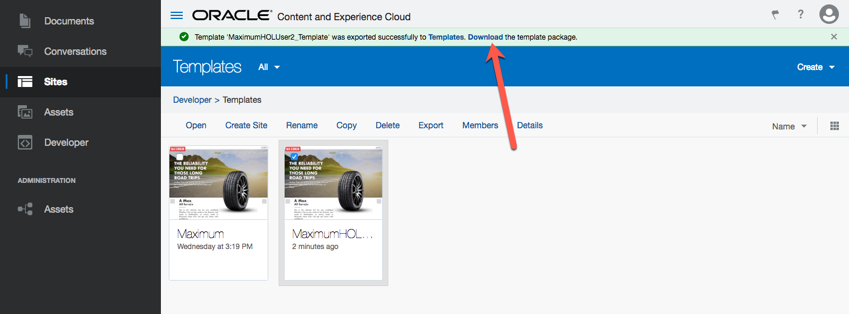 Documents
Conversations
Sites
Assets
Developer
ADMINISTRATION
Assets
ORACLE Content and Experience Cloud
?
Template 'MaximumHOLUser2_Template' was exported successfully to Templates. Download the template package.
Templates All
Create
Developer > Templates
Open Create Site Rename Copy Delete Export Members Details
Name
THE RELIABILITY
YOU NEED FOR
THOSE LONG
ROAD TRIPS
Maximum
Wednesday at 3:19 PM
THE RELIABILITY
YOU NEED FOR
THOSE LONG
ROAD TRIPS
MaximumHOL...
2 minutes ago